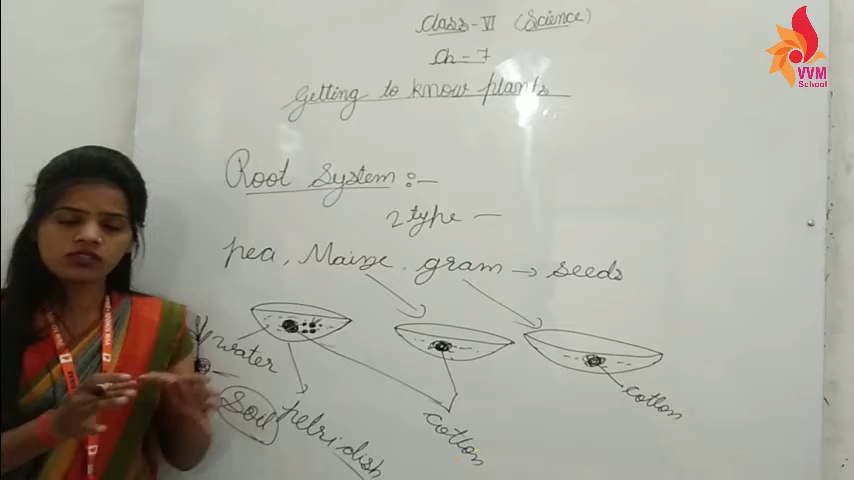 Class - VI (Science)
Ch - 7
Getting to know plants
Root System :-
2 type -
pea, Maize, gram → seeds
water
Soil
petri dish
cotton
cotton
VVM
School